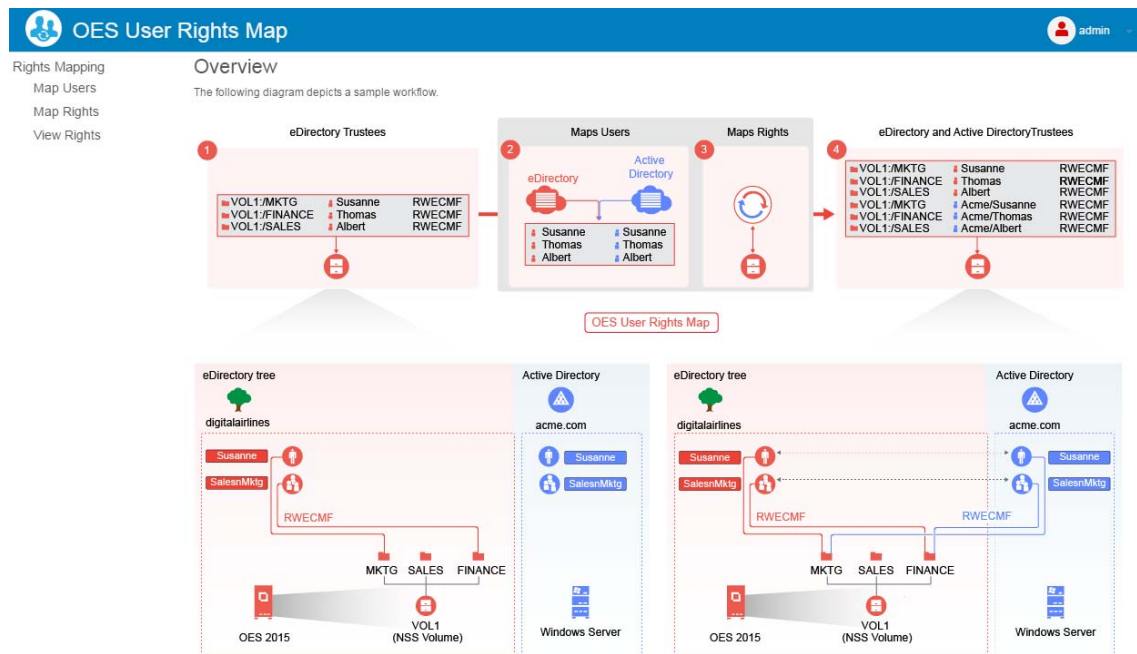 OES User Rights Map
admin
Rights Mapping
Map Users
Map Rights
View Rights
Overview
The following diagram depicts a sample workflow.
eDirectory Trustees
Maps Users
Maps Rights
eDirectory and Active DirectoryTrustees
1
VOL1:/MKTG Susanne RWECMF
VOL1:/FINANCE Thomas RWECMF
VOL1:/SALES Albert RWECMF
2
eDirectory
Active
Directory
Susanne Susanne
Thomas Thomas
Albert Albert
3
4
VOL1:/MKTG Susanne RWECMF
VOL1:/FINANCE Thomas RWECMF
VOL1:/SALES Albert RWECMF
VOL1:/MKTG Acme/Susanne RWECMF
VOL1:/FINANCE Acme/Thomas RWECMF
VOL1:/SALES Acme/Albert RWECMF
OES User Rights Map
eDirectory tree
Active Directory
digitalairlines
acme.com
Susanne
Susanne
SalesnMktg
SalesnMktg
RWECMF
MKTG SALES FINANCE
OES 2015
VOL1
(NSS Volume)
Windows Server
eDirectory tree
Active Directory
digitalairlines
acme.com
Susanne
Susanne
SalesnMktg
SalesnMktg
RWECMF
RWECMF
MKTG SALES FINANCE
OES 2015
VOL1
(NSS Volume)
Windows Server